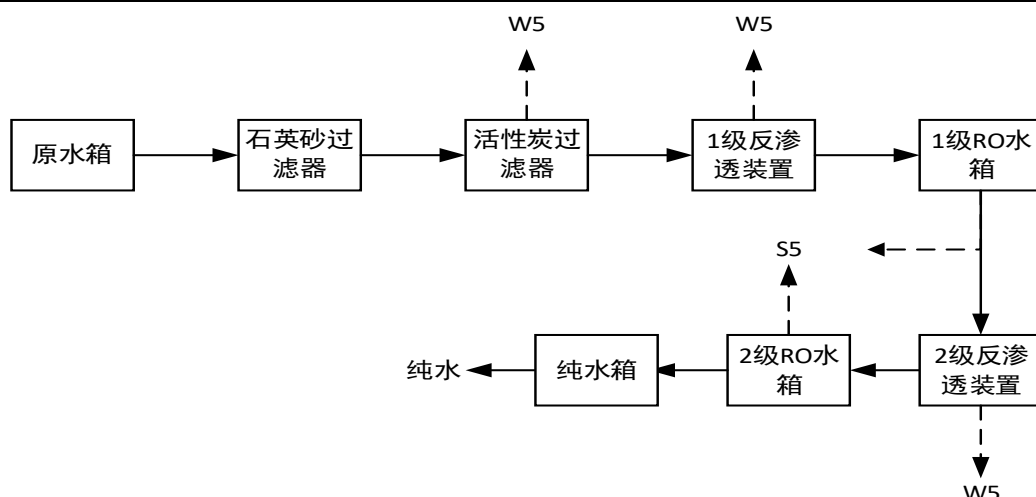 W5
W5
原水箱
石英砂过
滤器
活性炭过
滤器
1级反渗
透装置
1级RO水
箱
S5
纯水
纯水箱
2级RO水
箱
2级反渗
透装置
W5